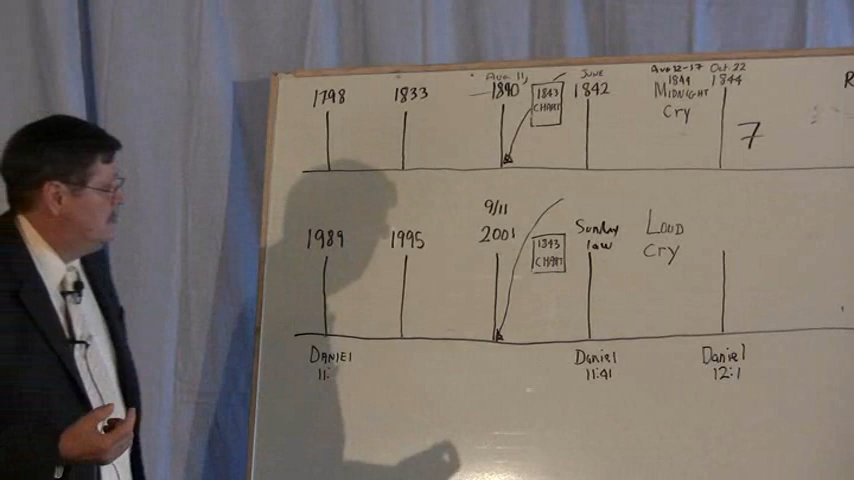 1798
1833
Aug 11,
1840
1843
CHART
JUNE
1842
Aug 12-17
1844
MIDNIGHT
Cry
Oct. 22
1844
7
R
1989
1995
9/11
2001
1843
CHART
Sunday
law
LOUD
Cry
DANIEL
11:
Daniel
11:41
Daniel
12:1